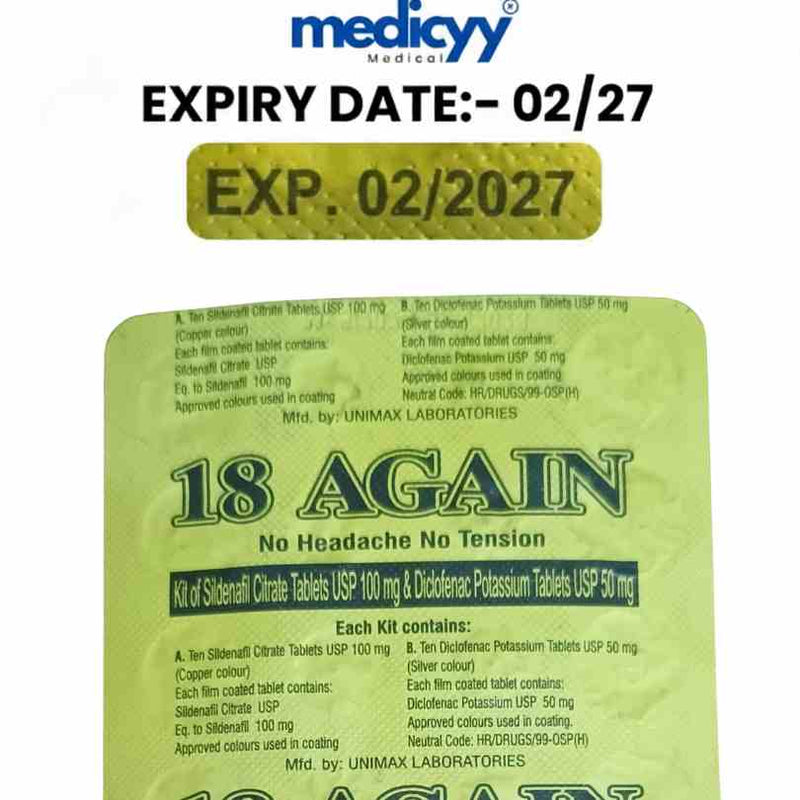 medicyy
Medical
EXPIRY DATE:- 02/27
EXP. 02/2027
A. Ten Sildenafil Citrate Tablets USP 100 mg
(Copper colour)
Each film coated tablet contains:
Sildenafil Citrate USP
Eq. to Sildenafil 100 mg
Approved colours used in coating
B. Ten Diclofenac Potassium Tablets USP 50 mg
(Silver colour)
Each film coated tablet contains:
Diclofenac Potassium USP 50 mg
Approved colours used in coating
Neutral Code: HR/DRUGS/99-OSP(H)
Mfd. by: UNIMAX LABORATORIES
18 AGAIN
No Headache No Tension
Kit of Sildenafil Citrate Tablets USP 100 mg & Diclofenac Potassium Tablets USP 50 mg
Each Kit contains:
A. Ten Sildenafil Citrate Tablets USP 100 mg
(Copper colour)
Each film coated tablet contains:
Sildenafil Citrate USP
Eq. to Sildenafil 100 mg
Approved colours used in coating
B. Ten Diclofenac Potassium Tablets USP 50 mg
(Silver colour)
Each film coated tablet contains:
Diclofenac Potassium USP 50 mg
Approved colours used in coating.
Neutral Code: HR/DRUGS/99-OSP(H)
Mfd. by: UNIMAX LABORATORIES
18 AGAIN